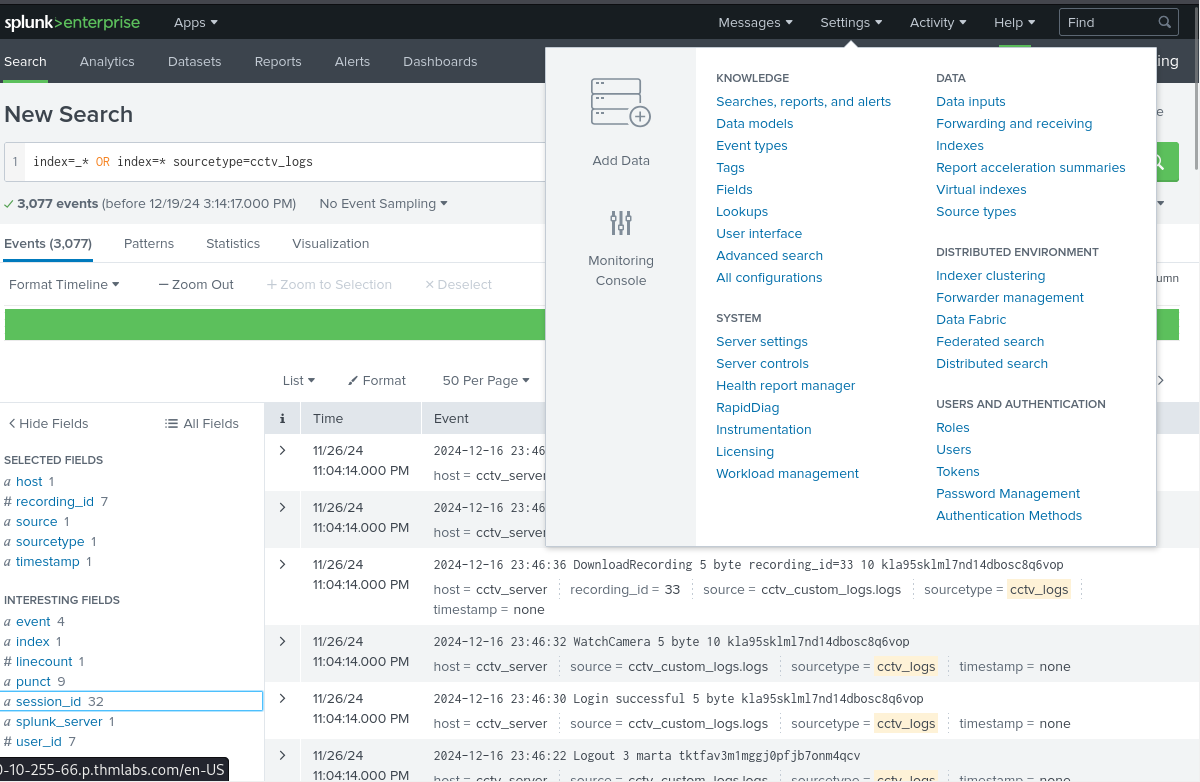 splunk>enterprise Apps Messages Settings Activity Help Find
Search Analytics Datasets Reports Alerts Dashboards
New Search
1 index=_* OR index=* sourcetype=cctv_logs
3,077 events (before 12/19/24 3:14:17.000 PM) No Event Sampling
Events (3,077) Patterns Statistics Visualization
Format Timeline — Zoom Out + Zoom to Selection × Deselect
List Format 50 Per Page
Hide Fields All Fields
SELECTED FIELDS
a host 1
# recording_id 7
a source 1
a sourcetype 1
a timestamp 1
INTERESTING FIELDS
a event 4
a index 1
# linecount 1
a punct 9
a session_id 32
a splunk_server 1
# user_id 7
0-10-255-66.p.thmlabs.com/en-US
Add Data
Monitoring
Console
KNOWLEDGE
Searches, reports, and alerts
Data models
Event types
Tags
Fields
Lookups
User interface
Advanced search
All configurations
SYSTEM
Server settings
Server controls
Health report manager
RapidDiag
Instrumentation
Licensing
Workload management
DATA
Data inputs
Forwarding and receiving
Indexes
Report acceleration summaries
Virtual indexes
Source types
DISTRIBUTED ENVIRONMENT
Indexer clustering
Forwarder management
Data Fabric
Federated search
Distributed search
USERS AND AUTHENTICATION
Roles
Users
Tokens
Password Management
Authentication Methods
i Time Event
11/26/24 2024-12-16 23:46
11:04:14.000 PM host = cctv_server
11/26/24 2024-12-16 23:46
11:04:14.000 PM host = cctv_server
11/26/24 2024-12-16 23:46:36 DownloadRecording 5 byte recording_id=33 10 kla95sklml7nd14dbosc8q6vop
11:04:14.000 PM host = cctv_server recording_id = 33 source = cctv_custom_logs.logs sourcetype = cctv_logs
timestamp = none
11/26/24 2024-12-16 23:46:32 WatchCamera 5 byte 10 kla95sklml7nd14dbosc8q6vop
11:04:14.000 PM host = cctv_server source = cctv_custom_logs.logs sourcetype = cctv_logs timestamp = none
11/26/24 2024-12-16 23:46:30 Login successful 5 byte kla95sklml7nd14dbosc8q6vop
11:04:14.000 PM host = cctv_server source = cctv_custom_logs.logs sourcetype = cctv_logs timestamp = none
11/26/24 2024-12-16 23:46:22 Logout 3 marta tktfav3m1mggj0pfjb7onm4qcv
11:04:14.000 PM host = cctv_server source = cctv_custom_logs.logs sourcetype = cctv_logs timestamp = none